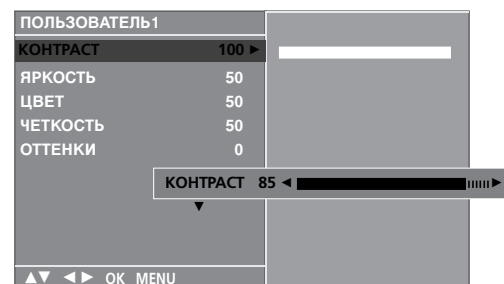 ПОЛЬЗОВАТЕЛЬ1
КОНТРАСТ 100 ►
ЯРКОСТЬ 50
ЦВЕТ 50
ЧЕТКОСТЬ 50
ОТТЕНКИ 0
КОНТРАСТ 85 ◄ ►
▼
▲▼ ◄► OK MENU